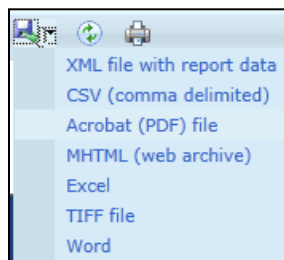 XML file with report data
CSV (comma delimited)
Acrobat (PDF) file
MHTML (web archive)
Excel
TIFF file
Word